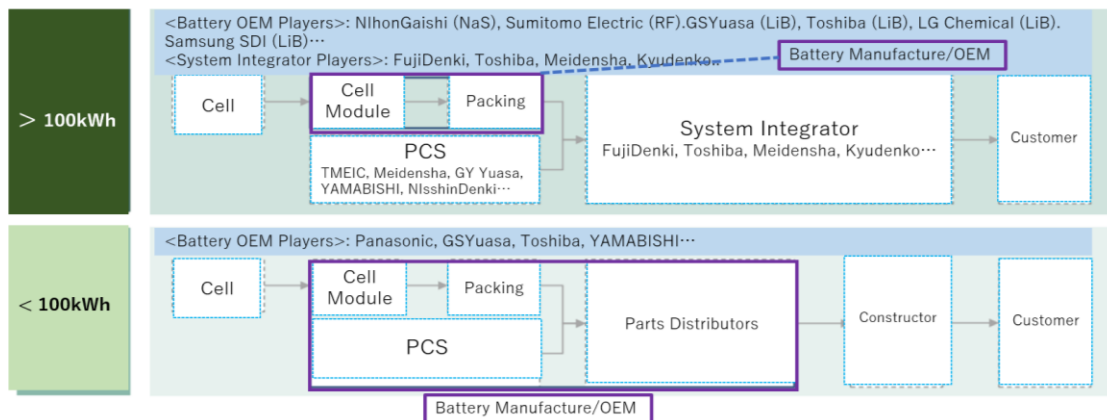 <Battery OEM Players>: NIhonGaishi (NaS), Sumitomo Electric (RF).GSYuasa (LiB), Toshiba (LiB), LG Chemical (LiB).
Samsung SDI (LiB)…
<System Integrator Players>: FujiDenki, Toshiba, Meidensha, Kyudenko..
Battery Manufacture/OEM
> 100kWh
Cell
Cell
Module
Packing
PCS
TMEIC, Meidensha, GY Yuasa,
YAMABISHI, NIsshinDenki…
System Integrator
FujiDenki, Toshiba, Meidensha, Kyudenko…
Customer
<Battery OEM Players>: Panasonic, GSYuasa, Toshiba, YAMABISHI…
< 100kWh
Cell
Cell
Module
Packing
PCS
Parts Distributors
Constructor
Customer
Battery Manufacture/OEM